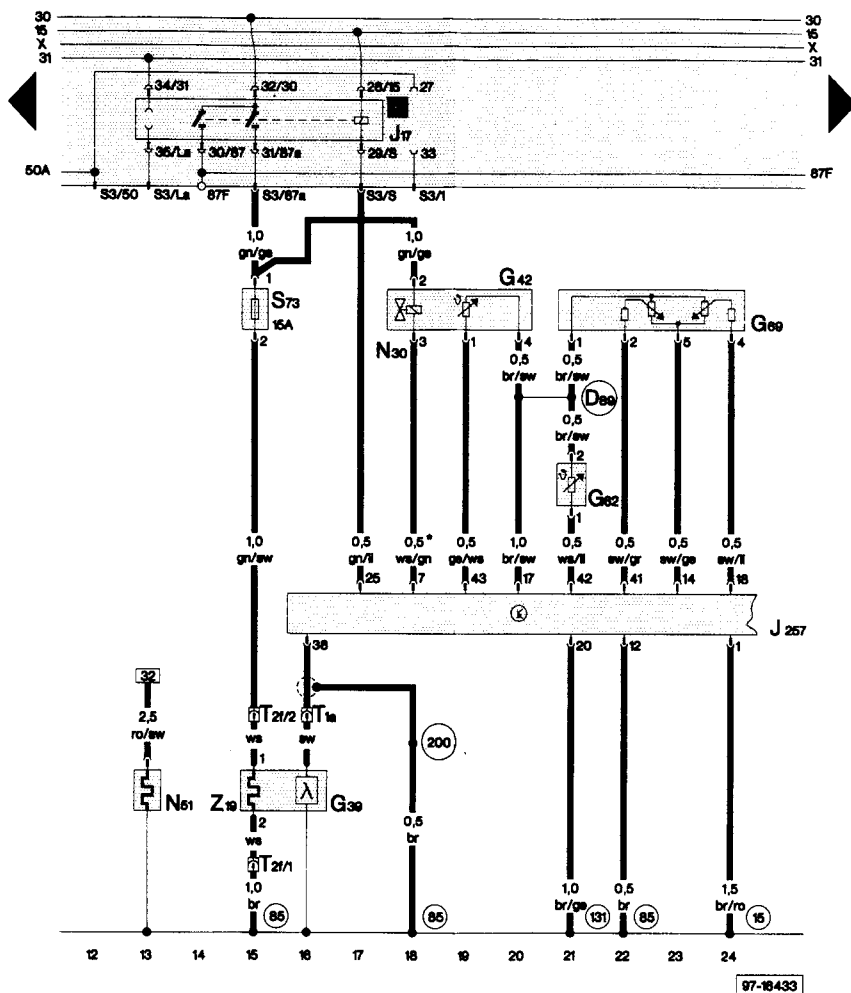 30 30
15 15
X X
31 31
34/31 32/30 26/15 27
J17
36/La 30/87 31/87a 29/S 33
50A 87F
S3/50 S3/La 87F S3/87a S3/S S3/1
1,0 1,0
gn/ge gn/ge
1 2 G42
S73
15A G69
2 N30 3 1 4 1 2 5 4
0,5 0,5
br/sw br/sw
D89
0,5
br/sw
2
G62
1
1,0 0,5 0,5* 0,5 1,0 0,5 0,5 0,5 0,5
gn/sw gn/li ws/gn ge/ws br/sw ws/li sw/gr sw/ge sw/li
25 7 43 17 42 41 14 18
K
J257
38 20 12 1
32
2,5 T2f/2 T1a
ro/sw ws sw 200
1
N51 Z19 λ G39
2 0,5
ws br
T2f/1
1,0 1,0 0,5 1,5
br 85 85 br/ge 131 br 85 br/ro 15
12 13 14 15 16 17 18 19 20 21 22 23 24
97-16433